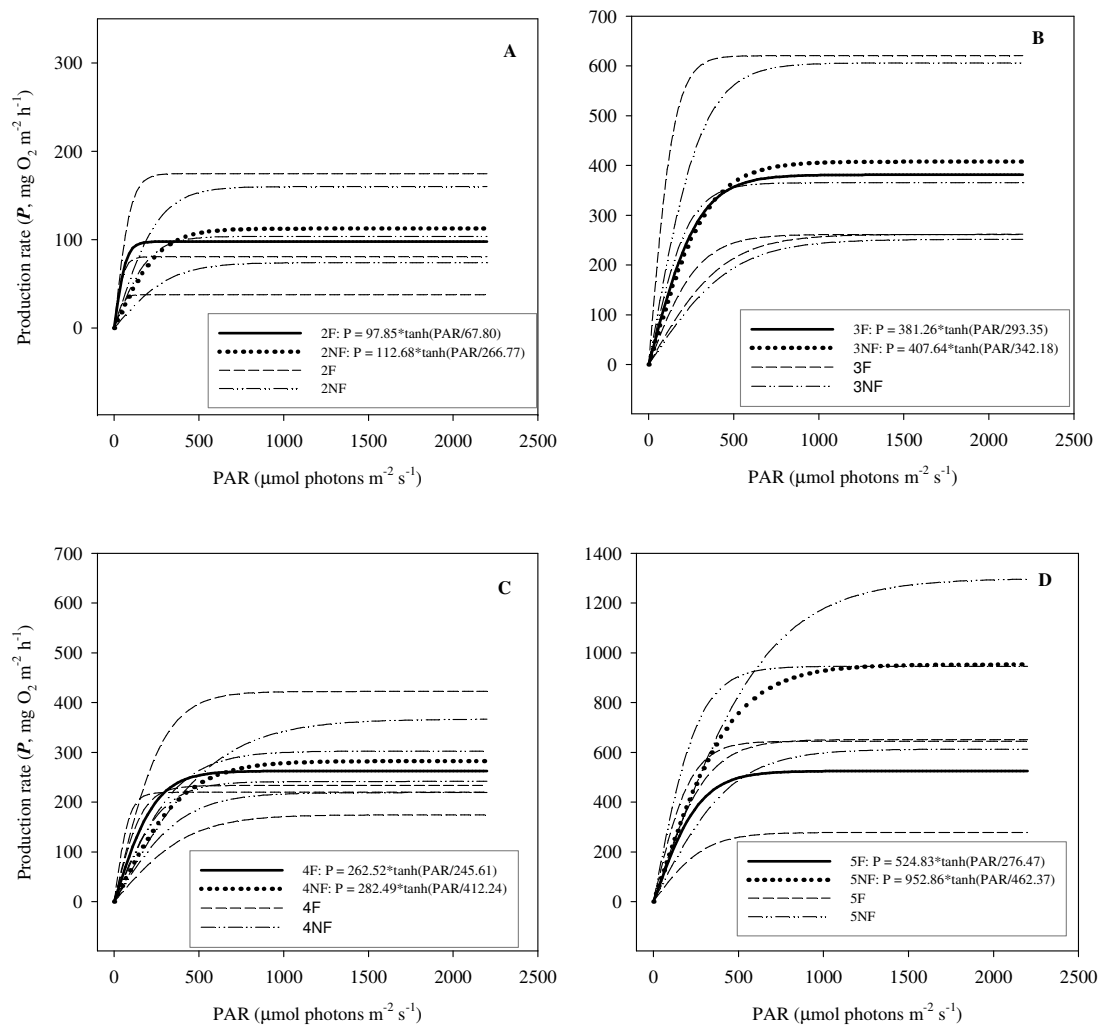 A
Production rate (P, mg O2 m-2 h-1)
300
200
100
0
2F: P = 97.85*tanh(PAR/67.80)
2NF: P = 112.68*tanh(PAR/266.77)
2F
2NF
0 500 1000 1500 2000 2500
PAR (µmol photons m-2 s-1)
B
700
600
500
400
300
200
100
0
3F: P = 381.26*tanh(PAR/293.35)
3NF: P = 407.64*tanh(PAR/342.18)
3F
3NF
0 500 1000 1500 2000 2500
PAR (µmol photons m-2 s-1)
C
Production rate (P, mg O2 m-2 h-1)
700
600
500
400
300
200
100
0
4F: P = 262.52*tanh(PAR/245.61)
4NF: P = 282.49*tanh(PAR/412.24)
4F
4NF
0 500 1000 1500 2000 2500
PAR (µmol photons m-2 s-1)
D
1400
1200
1000
800
600
400
200
0
5F: P = 524.83*tanh(PAR/276.47)
5NF: P = 952.86*tanh(PAR/462.37)
5F
5NF
0 500 1000 1500 2000 2500
PAR (µmol photons m-2 s-1)